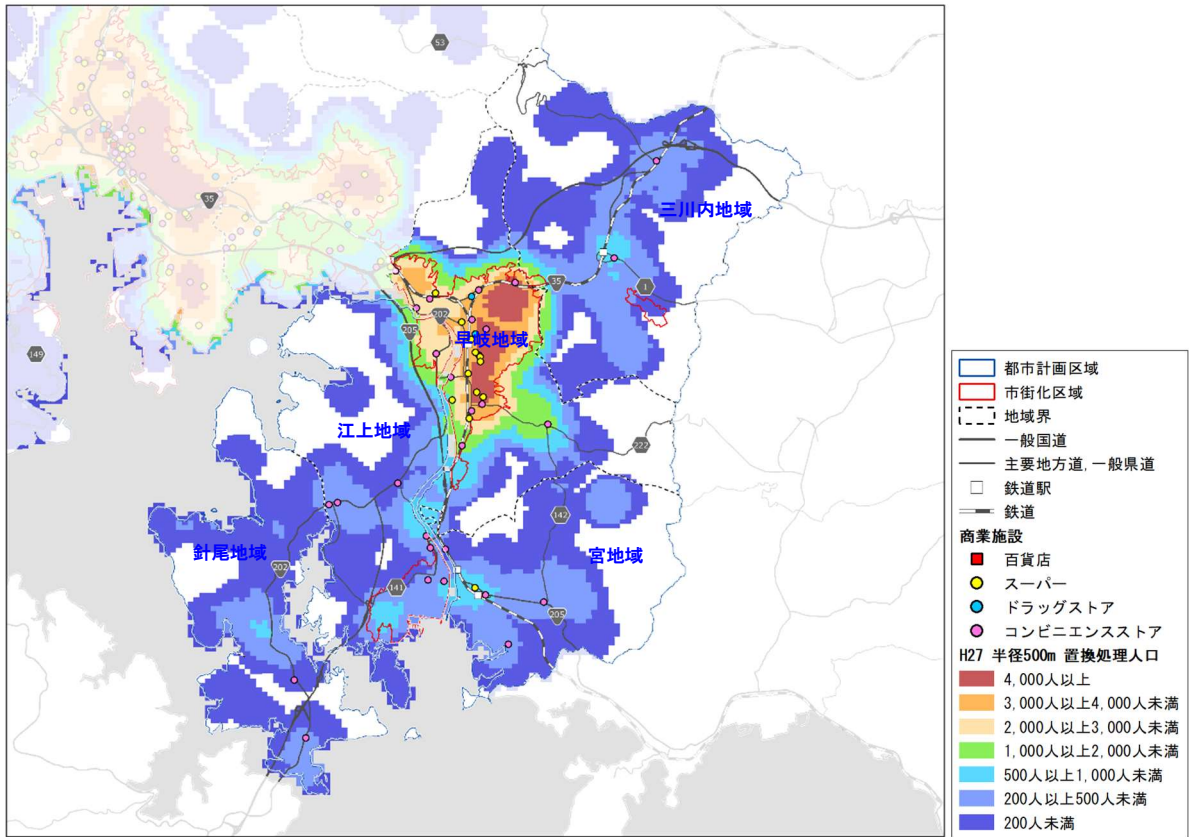 53
35
三川内地域
35
1
202
205
早岐地域
149
江上地域
222
142
針尾地域
宮地域
202
141
205
都市計画区域
市街化区域
地域界
一般国道
主要地方道,一般県道
鉄道駅
鉄道
商業施設
百貨店
スーパー
ドラッグストア
コンビニエンスストア
H27 半径500m 置換処理人口
4,000人以上
3,000人以上4,000人未満
2,000人以上3,000人未満
1,000人以上2,000人未満
500人以上1,000人未満
200人以上500人未満
200人未満